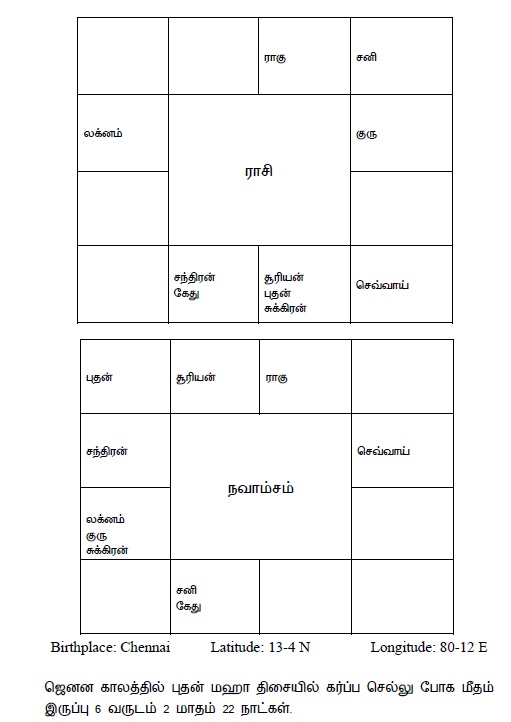 ராகு
சனி
லக்னம்
குரு
ராசி
சந்திரன்
கேது
சூரியன்
புதன்
சுக்கிரன்
செவ்வாய்
புதன்
சூரியன்
ராகு
சந்திரன்
செவ்வாய்
நவாம்சம்
லக்னம்
குரு
சுக்கிரன்
சனி
கேது
Birthplace: Chennai Latitude: 13-4 N Longitude: 80-12 E
ஜெனன காலத்தில் புதன் மஹா திசையில் கர்ப்ப செல்லு போக மீதம்
இருப்பு 6 வருடம் 2 மாதம் 22 நாட்கள்.